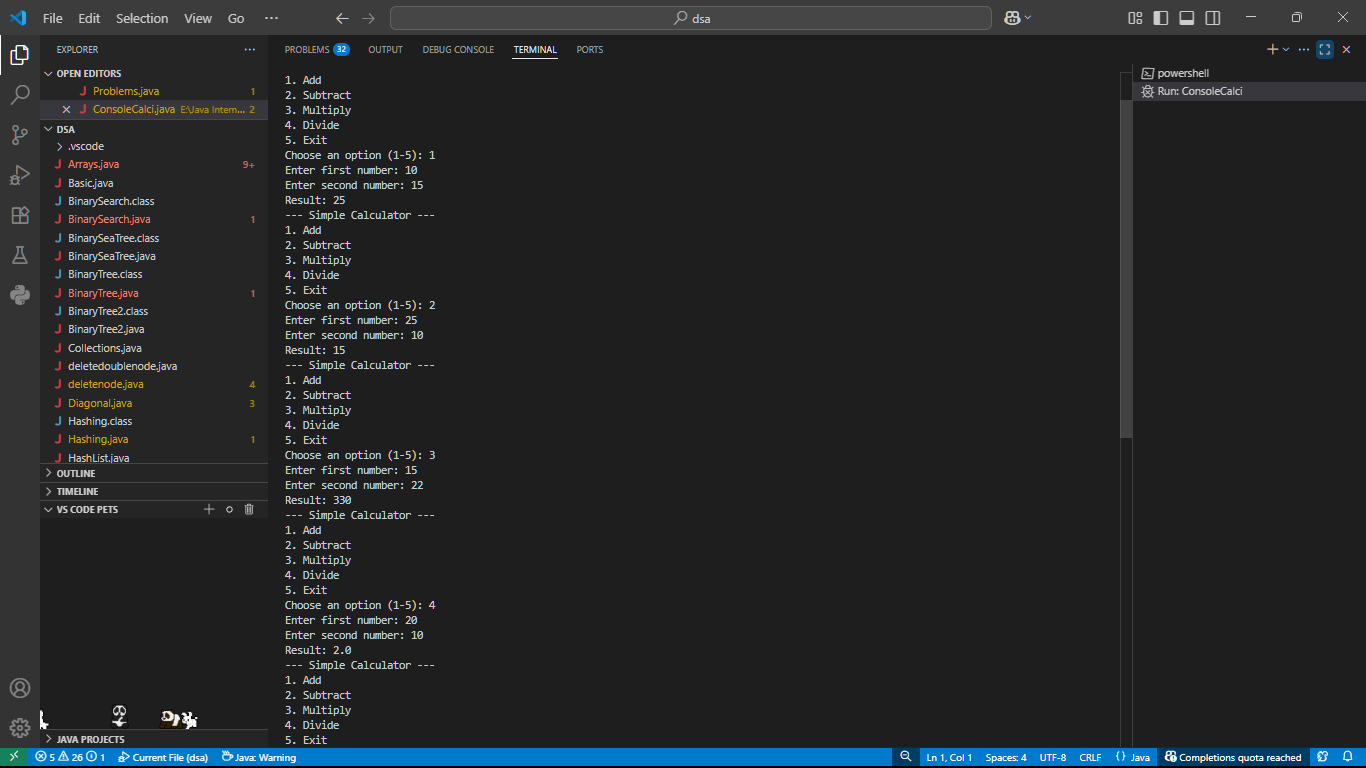 File Edit Selection View Go ···
dsa
EXPLORER
OPEN EDITORS
Problems.java 1
ConsoleCalci.java E:\Java Intern... 2
DSA
.vscode
Arrays.java 9+
Basic.java
BinarySearch.class
BinarySearch.java 1
BinarySeaTree.class
BinarySeaTree.java
BinaryTree.class
BinaryTree.java 1
BinaryTree2.class
BinaryTree2.java
Collections.java
deletedoublenode.java
deletenode.java 4
Diagonal.java 3
Hashing.class
Hashing.java 1
HashList.java
OUTLINE
TIMELINE
VS CODE PETS
JAVA PROJECTS
PROBLEMS 32 OUTPUT DEBUG CONSOLE TERMINAL PORTS
1. Add
2. Subtract
3. Multiply
4. Divide
5. Exit
Choose an option (1-5): 1
Enter first number: 10
Enter second number: 15
Result: 25
--- Simple Calculator ---
1. Add
2. Subtract
3. Multiply
4. Divide
5. Exit
Choose an option (1-5): 2
Enter first number: 25
Enter second number: 10
Result: 15
--- Simple Calculator ---
1. Add
2. Subtract
3. Multiply
4. Divide
5. Exit
Choose an option (1-5): 3
Enter first number: 15
Enter second number: 22
Result: 330
--- Simple Calculator ---
1. Add
2. Subtract
3. Multiply
4. Divide
5. Exit
Choose an option (1-5): 4
Enter first number: 20
Enter second number: 10
Result: 2.0
--- Simple Calculator ---
1. Add
2. Subtract
3. Multiply
4. Divide
5. Exit
powershell
Run: ConsoleCalci
5 26 1 Current File (dsa) Java: Warning Ln 1, Col 1 Spaces: 4 UTF-8 CRLF { } Java Completions quota reached